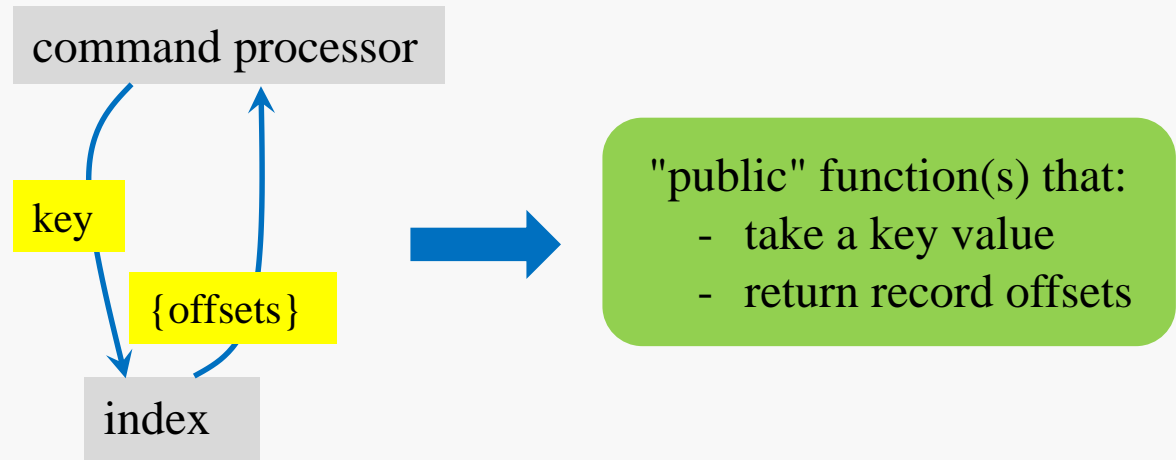 command processor
key
{offsets}
index
"public" function(s) that:
- take a key value
- return record offsets